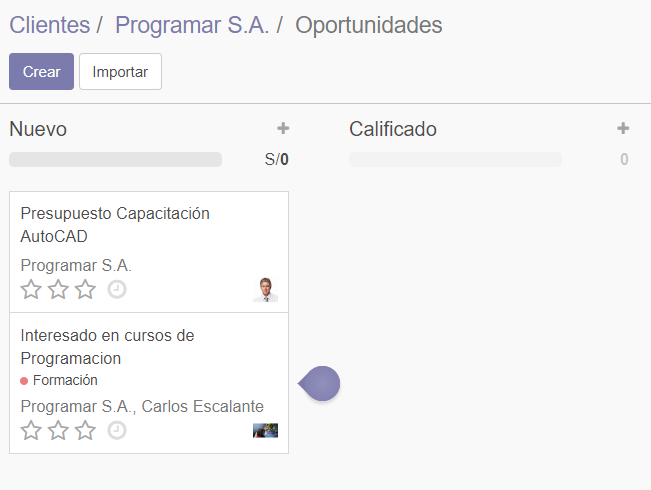 Clientes / Programar S.A. / Oportunidades
Crear Importar
Nuevo
S/0
Calificado
0
Presupuesto Capacitación
AutoCAD
Programar S.A.
Interesado en cursos de
Programacion
Formación
Programar S.A., Carlos Escalante